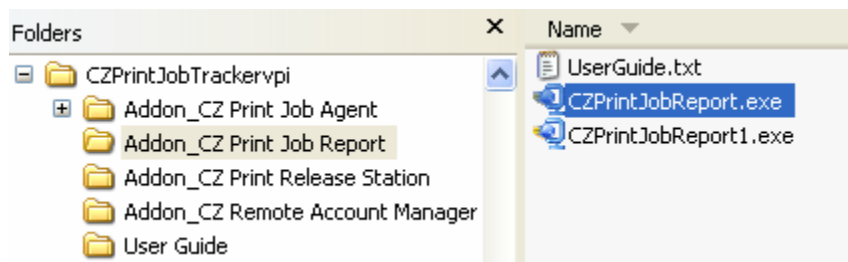 Folders
CZPrintJobTrackervpi
Addon_CZ Print Job Agent
Addon_CZ Print Job Report
Addon_CZ Print Release Station
Addon_CZ Remote Account Manager
User Guide
Name
UserGuide.txt
CZPrintJobReport.exe
CZPrintJobReport1.exe